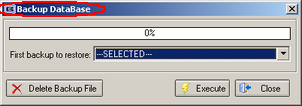 Backup DataBase
0%
First backup to restore: ---SELECTED---
Delete Backup File Execute Close